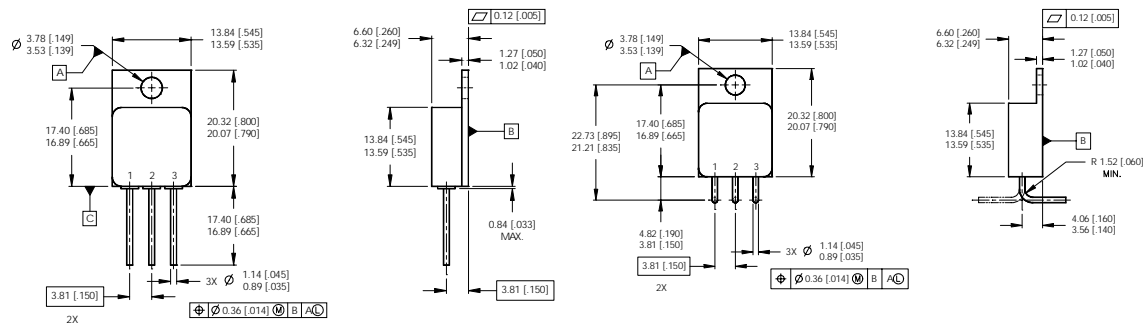 Ø 3.78 [.149]
3.53 [.139]
13.84 [.545]
13.59 [.535]
A
17.40 [.685]
16.89 [.665]
20.32 [.800]
20.07 [.790]
1 2 3
C
17.40 [.685]
16.89 [.665]
3X Ø 1.14 [.045]
0.89 [.035]
3.81 [.150]
2X
⌖ Ø 0.36 [.014] Ⓜ B A Ⓛ
6.60 [.260]
6.32 [.249]
⏥ 0.12 [.005]
1.27 [.050]
1.02 [.040]
13.84 [.545]
13.59 [.535]
B
0.84 [.033]
MAX.
3.81 [.150]
Ø 3.78 [.149]
3.53 [.139]
13.84 [.545]
13.59 [.535]
A
22.73 [.895]
21.21 [.835]
17.40 [.685]
16.89 [.665]
20.32 [.800]
20.07 [.790]
1 2 3
4.82 [.190]
3.81 [.150]
3.81 [.150]
2X
3X Ø 1.14 [.045]
0.89 [.035]
⌖ Ø 0.36 [.014] Ⓜ B A Ⓛ
6.60 [.260]
6.32 [.249]
⏥ 0.12 [.005]
1.27 [.050]
1.02 [.040]
13.84 [.545]
13.59 [.535]
B
R 1.52 [.060]
MIN.
4.06 [.160]
3.56 [.140]